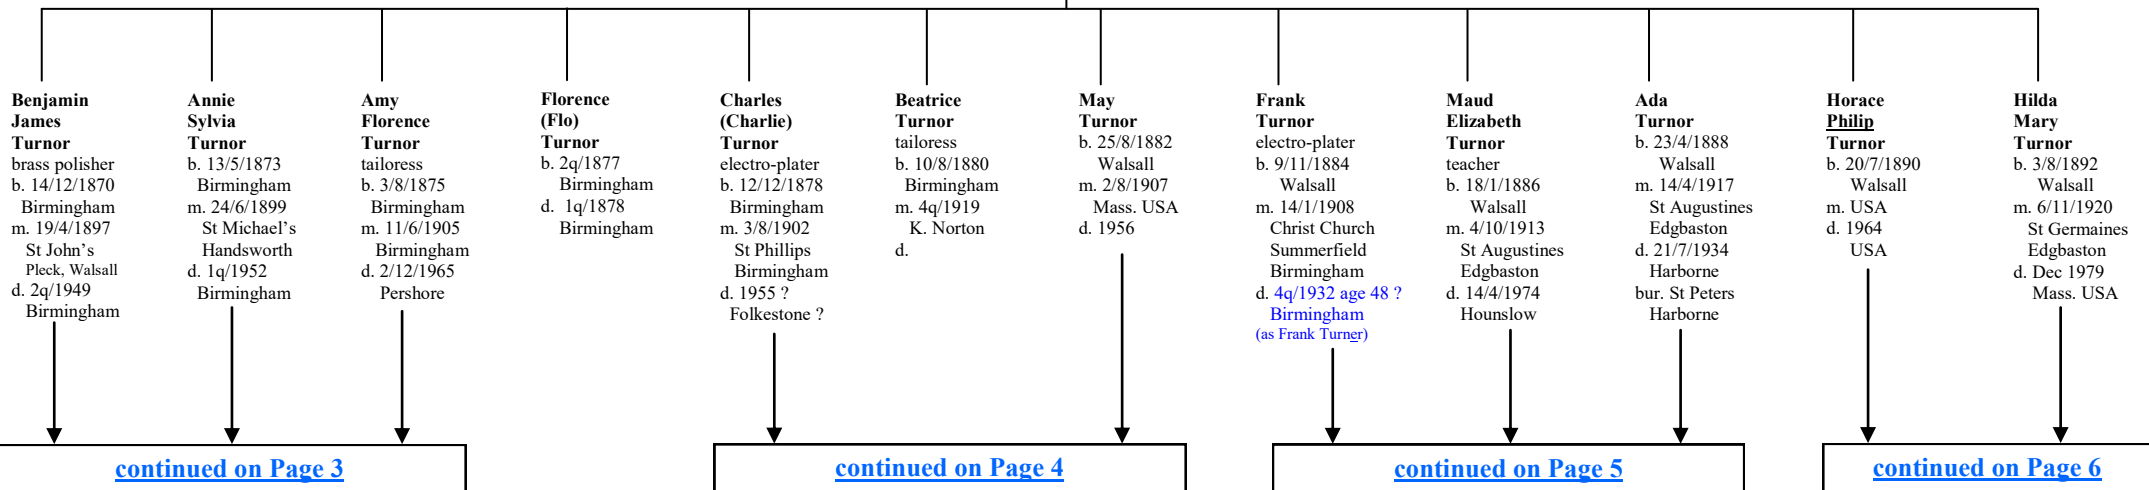 Benjamin
James
Turnor
brass polisher
b. 14/12/1870
Birmingham
m. 19/4/1897
St John's
Pleck, Walsall
d. 2q/1949
Birmingham
Annie
Sylvia
Turnor
b. 13/5/1873
Birmingham
m. 24/6/1899
St Michael's
Handsworth
d. 1q/1952
Birmingham
Amy
Florence
Turnor
tailoress
b. 3/8/1875
Birmingham
m. 11/6/1905
Birmingham
d. 2/12/1965
Pershore
Florence
(Flo)
Turnor
b. 2q/1877
Birmingham
d. 1q/1878
Birmingham
Charles
(Charlie)
Turnor
electro-plater
b. 12/12/1878
Birmingham
m. 3/8/1902
St Phillips
Birmingham
d. 1955 ?
Folkestone ?
Beatrice
Turnor
tailoress
b. 10/8/1880
Birmingham
m. 4q/1919
K. Norton
d.
May
Turnor
b. 25/8/1882
Walsall
m. 2/8/1907
Mass. USA
d. 1956
Frank
Turnor
electro-plater
b. 9/11/1884
Walsall
m. 14/1/1908
Christ Church
Summerfield
Birmingham
d. 4q/1932 age 48 ?
Birmingham
(as Frank Turner)
Maud
Elizabeth
Turnor
teacher
b. 18/1/1886
Walsall
m. 4/10/1913
St Augustines
Edgbaston
d. 14/4/1974
Hounslow
Ada
Turnor
b. 23/4/1888
Walsall
m. 14/4/1917
St Augustines
Edgbaston
d. 21/7/1934
Harborne
bur. St Peters
Harborne
Horace
Philip
Turnor
b. 20/7/1890
Walsall
m. USA
d. 1964
USA
Hilda
Mary
Turnor
b. 3/8/1892
Walsall
m. 6/11/1920
St Germaines
Edgbaston
d. Dec 1979
Mass. USA
continued on Page 3
continued on Page 4
continued on Page 5
continued on Page 6